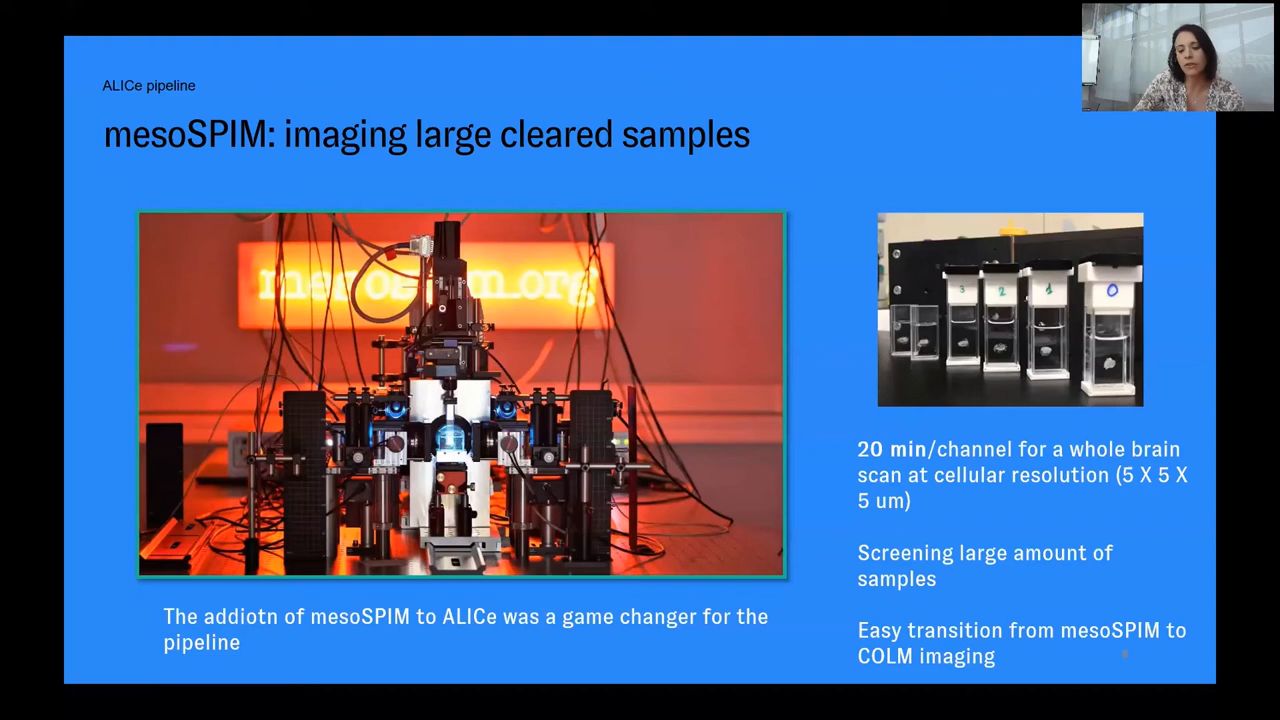 ALICe pipeline
mesoSPIM: imaging large cleared samples
3
2
1
0
20 min/channel for a whole brain
scan at cellular resolution (5 X 5 X
5 um)
Screening large amount of
samples
Easy transition from mesoSPIM to
COLM imaging
The addiotn of mesoSPIM to ALICe was a game changer for the
pipeline